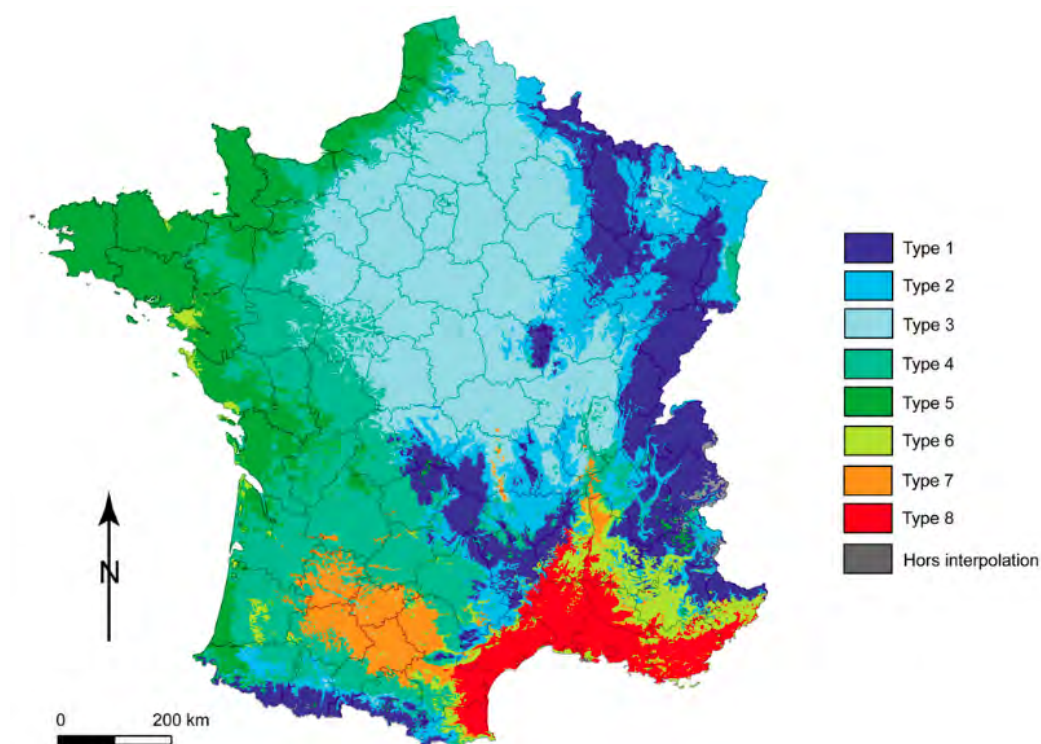 Type 1
Type 2
Type 3
Type 4
Type 5
Type 6
Type 7
Type 8
Hors interpolation
N
0 200 km